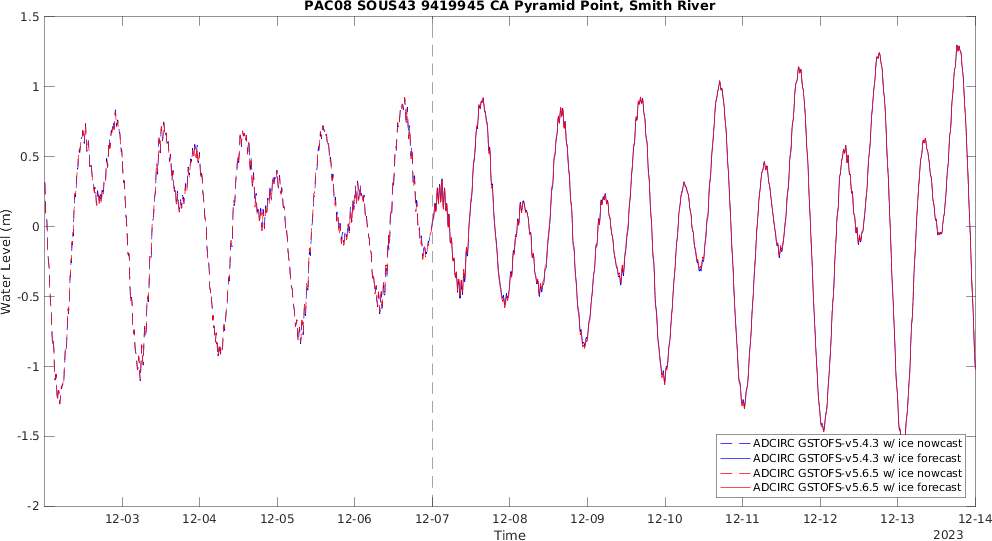 PAC08 SOUS43 9419945 CA Pyramid Point, Smith River
1.5
1
0.5
0
-0.5
-1
-1.5
-2
Water Level (m)
ADCIRC GSTOFS-v5.4.3 w/ ice nowcast
ADCIRC GSTOFS-v5.4.3 w/ ice forecast
ADCIRC GSTOFS-v5.6.5 w/ ice nowcast
ADCIRC GSTOFS-v5.6.5 w/ ice forecast
12-03 12-04 12-05 12-06 12-07 12-08 12-09 12-10 12-11 12-12 12-13 12-14
Time
2023